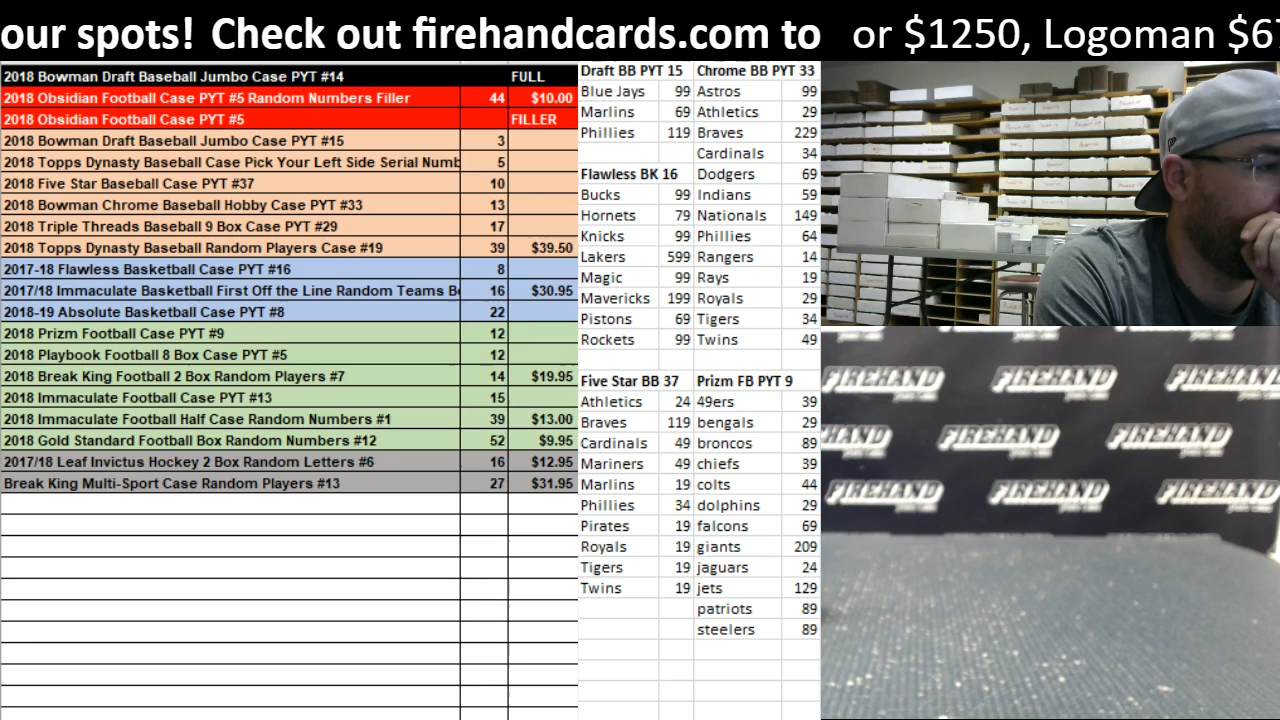 our spots! Check out firehandcards.com to
or $1250, Logoman $6
2018 Bowman Draft Baseball Jumbo Case PYT #14 FULL
2018 Obsidian Football Case PYT #5 Random Numbers Filler 44 $10.00
2018 Obsidian Football Case PYT #5 FILLER
2018 Bowman Draft Baseball Jumbo Case PYT #15 3
2018 Topps Dynasty Baseball Case Pick Your Left Side Serial Numb 5
2018 Five Star Baseball Case PYT #37 10
2018 Bowman Chrome Baseball Hobby Case PYT #33 13
2018 Triple Threads Baseball 9 Box Case PYT #29 17
2018 Topps Dynasty Baseball Random Players Case #19 39 $39.50
2017-18 Flawless Basketball Case PYT #16 8
2017/18 Immaculate Basketball First Off the Line Random Teams B 16 $30.95
2018-19 Absolute Basketball Case PYT #8 22
2018 Prizm Football Case PYT #9 12
2018 Playbook Football 8 Box Case PYT #5 12
2018 Break King Football 2 Box Random Players #7 14 $19.95
2018 Immaculate Football Case PYT #13 15
2018 Immaculate Football Half Case Random Numbers #1 39 $13.00
2018 Gold Standard Football Box Random Numbers #12 52 $9.95
2017/18 Leaf Invictus Hockey 2 Box Random Letters #6 16 $12.95
Break King Multi-Sport Case Random Players #13 27 $31.95
Draft BB PYT 15
Blue Jays 99
Marlins 69
Phillies 119
Flawless BK 16
Bucks 99
Hornets 79
Knicks 99
Lakers 599
Magic 99
Mavericks 199
Pistons 69
Rockets 99
Five Star BB 37
Athletics 24
Braves 119
Cardinals 49
Mariners 49
Marlins 19
Phillies 34
Pirates 19
Royals 19
Tigers 19
Twins 19
Chrome BB PYT 33
Astros 99
Athletics 29
Braves 229
Cardinals 34
Dodgers 69
Indians 59
Nationals 149
Phillies 64
Rangers 14
Rays 19
Royals 29
Tigers 34
Twins 49
Prizm FB PYT 9
49ers 39
bengals 29
broncos 89
chiefs 39
colts 44
dolphins 29
falcons 69
giants 209
jaguars 24
jets 129
patriots 89
steelers 89
FIREHAND FIREHAND FIREHAND
HAND FIREHAND FIREHAND
FIREHAND FIREHAND FIREHAND